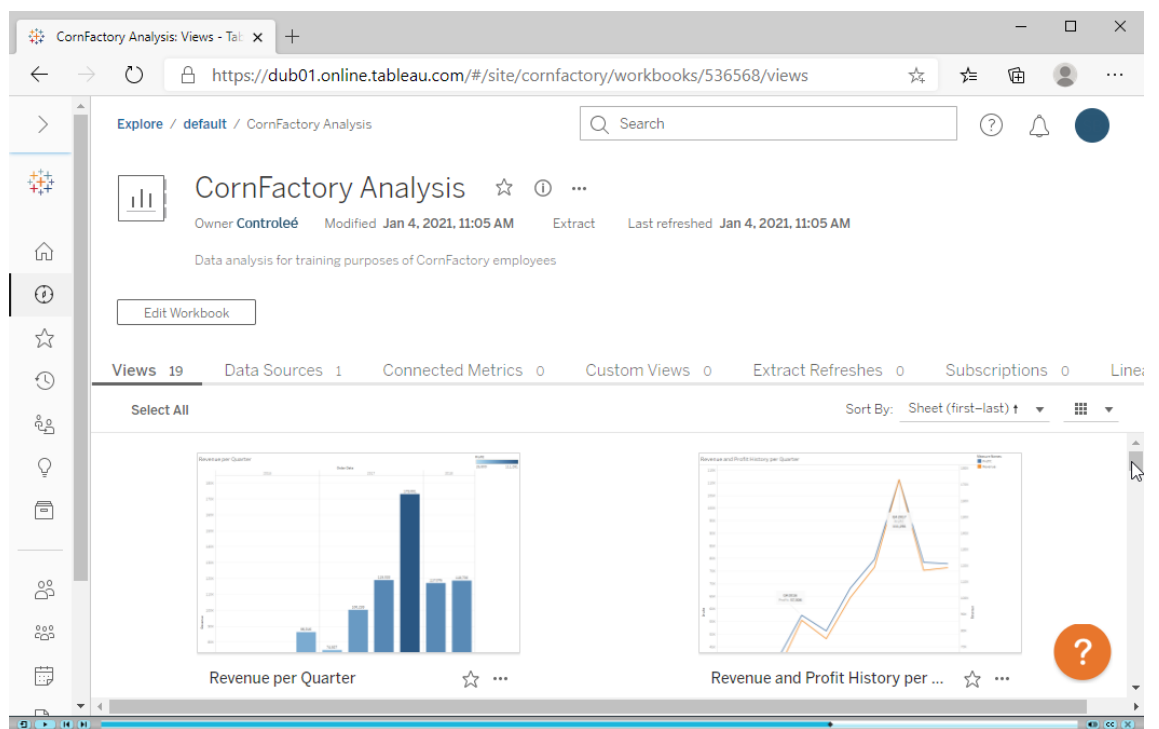 CornFactory Analysis: Views - Tab
https://dub01.online.tableau.com/#/site/cornfactory/workbooks/536568/views
Explore / default / CornFactory Analysis
Search
CornFactory Analysis
Owner Controleé Modified Jan 4, 2021, 11:05 AM Extract Last refreshed Jan 4, 2021, 11:05 AM
Data analysis for training purposes of CornFactory employees
Edit Workbook
Views 19 Data Sources 1 Connected Metrics 0 Custom Views 0 Extract Refreshes 0 Subscriptions 0 Linea
Select All
Sort By: Sheet (first–last)
Revenue per Quarter
Revenue and Profit History per Quarter
Revenue per Quarter
Revenue and Profit History per ...
?
CC